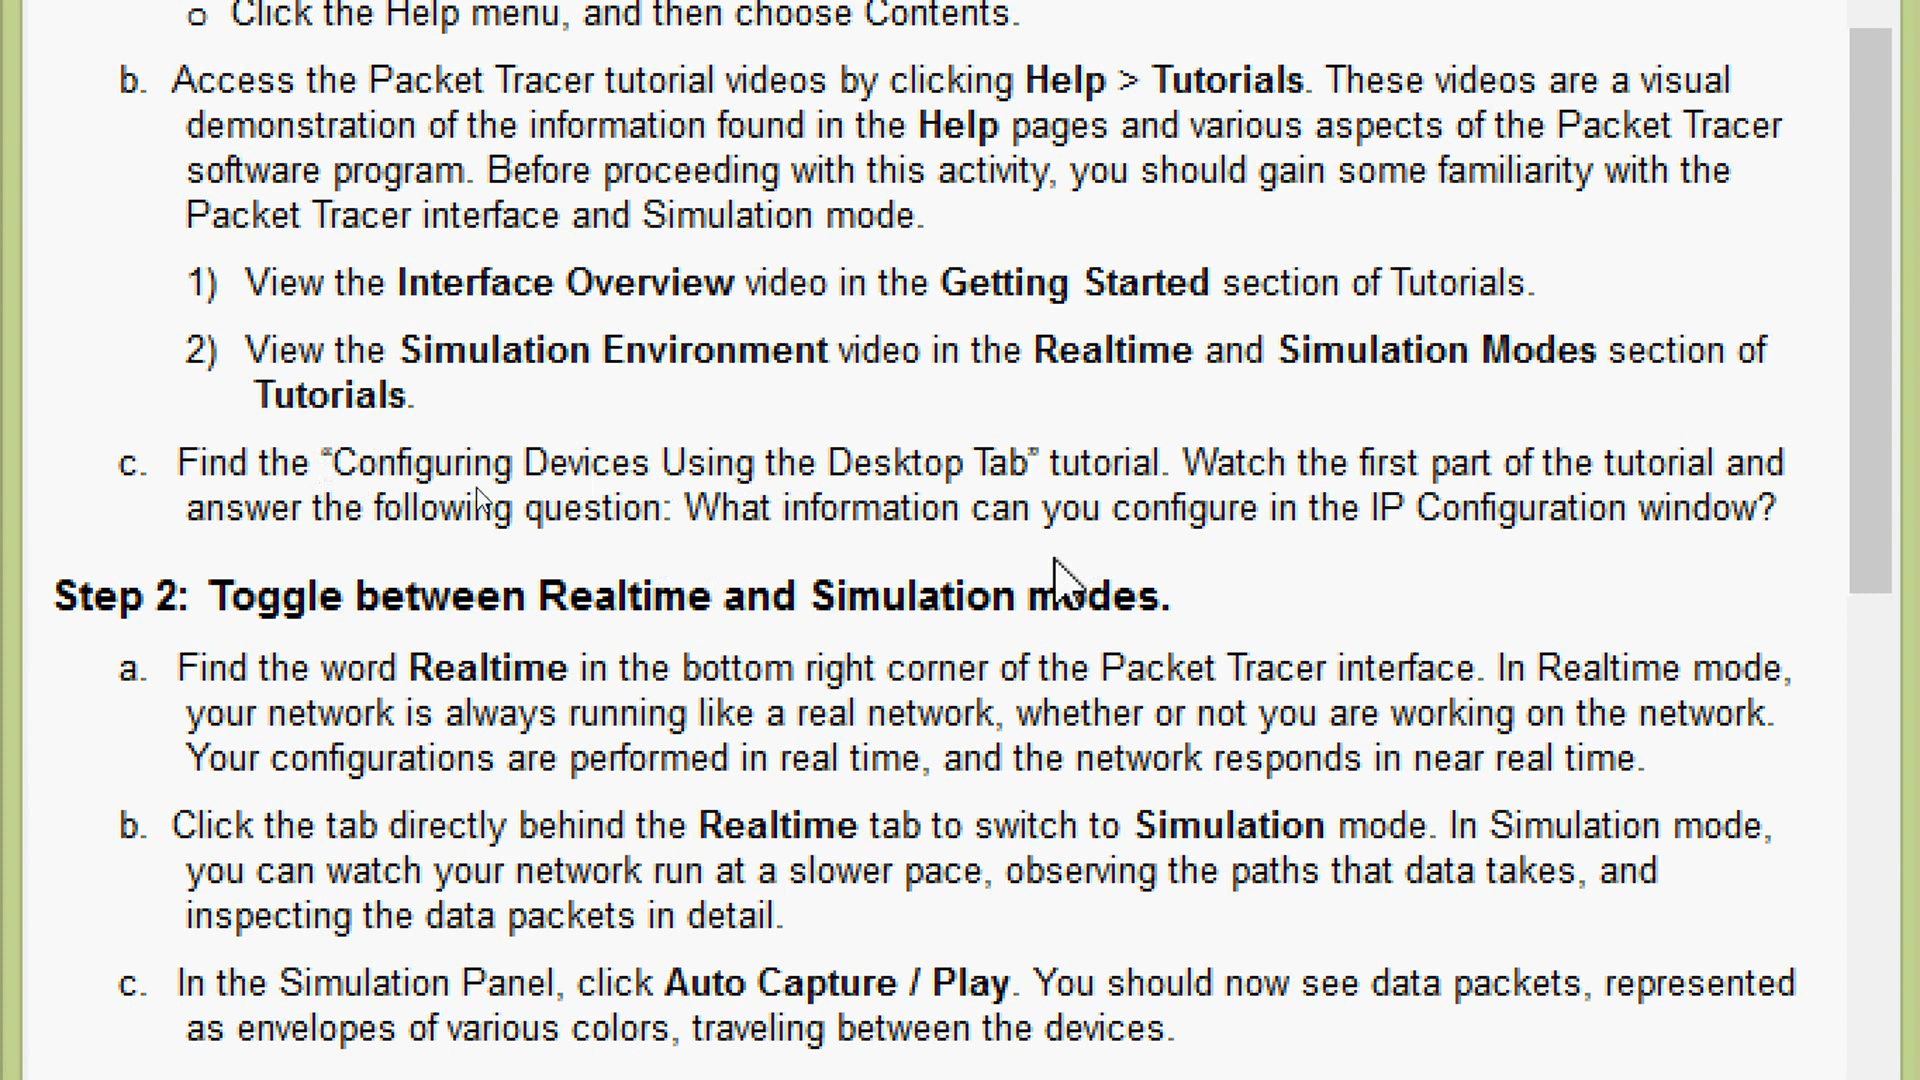 o Click the Help menu, and then choose Contents.
b. Access the Packet Tracer tutorial videos by clicking Help > Tutorials. These videos are a visual
demonstration of the information found in the Help pages and various aspects of the Packet Tracer
software program. Before proceeding with this activity, you should gain some familiarity with the
Packet Tracer interface and Simulation mode.
1) View the Interface Overview video in the Getting Started section of Tutorials.
2) View the Simulation Environment video in the Realtime and Simulation Modes section of
Tutorials.
c. Find the “Configuring Devices Using the Desktop Tab” tutorial. Watch the first part of the tutorial and
answer the following question: What information can you configure in the IP Configuration window?
Step 2: Toggle between Realtime and Simulation modes.
a. Find the word Realtime in the bottom right corner of the Packet Tracer interface. In Realtime mode,
your network is always running like a real network, whether or not you are working on the network.
Your configurations are performed in real time, and the network responds in near real time.
b. Click the tab directly behind the Realtime tab to switch to Simulation mode. In Simulation mode,
you can watch your network run at a slower pace, observing the paths that data takes, and
inspecting the data packets in detail.
c. In the Simulation Panel, click Auto Capture / Play. You should now see data packets, represented
as envelopes of various colors, traveling between the devices.